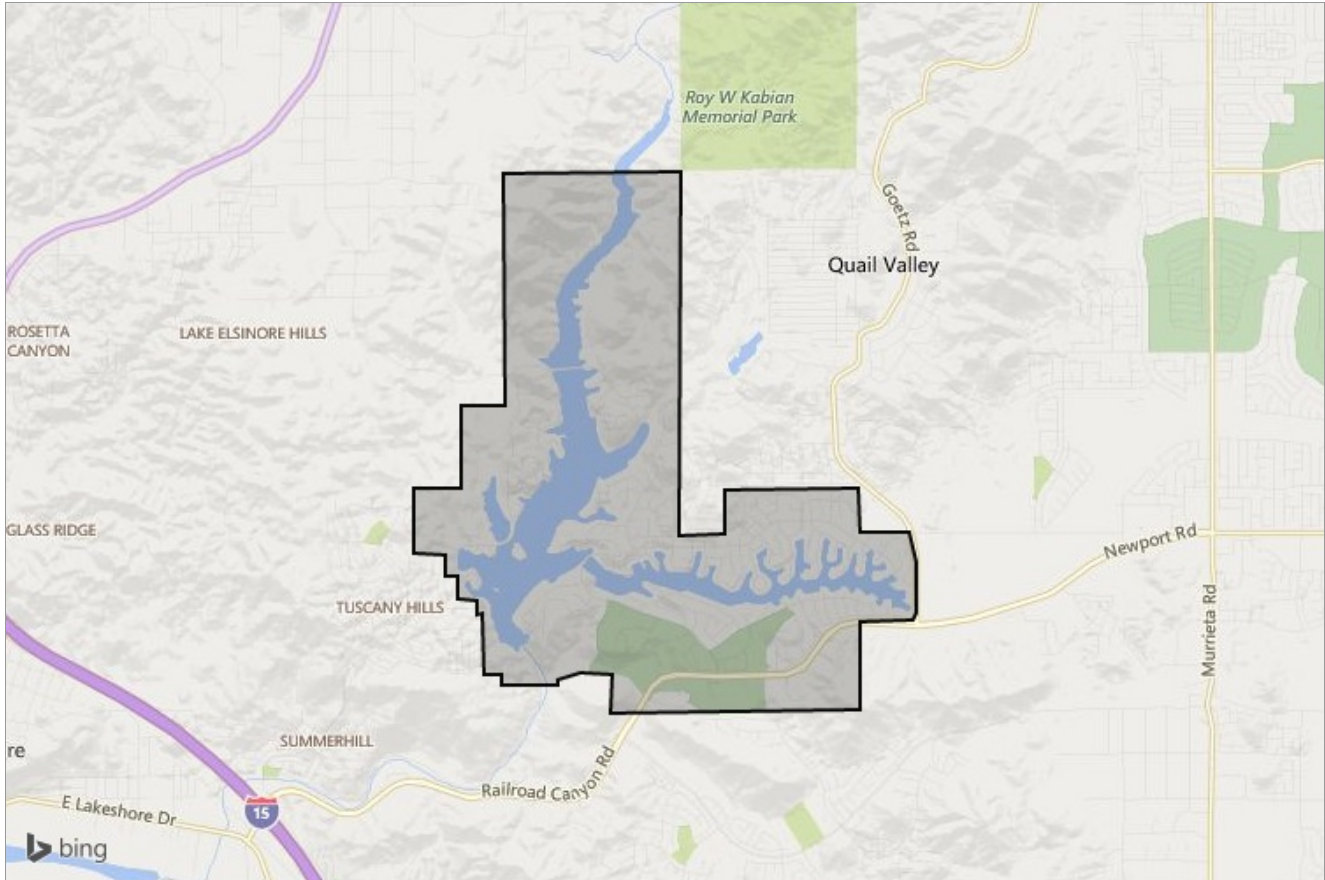 Roy W Kabian
Memorial Park
Goetz Rd
Quail Valley
ROSETTA
CANYON
LAKE ELSINORE HILLS
GLASS RIDGE
Newport Rd
TUSCANY HILLS
Murrieta Rd
SUMMERHILL
re
Railroad Canyon Rd
E Lakeshore Dr
15
bing